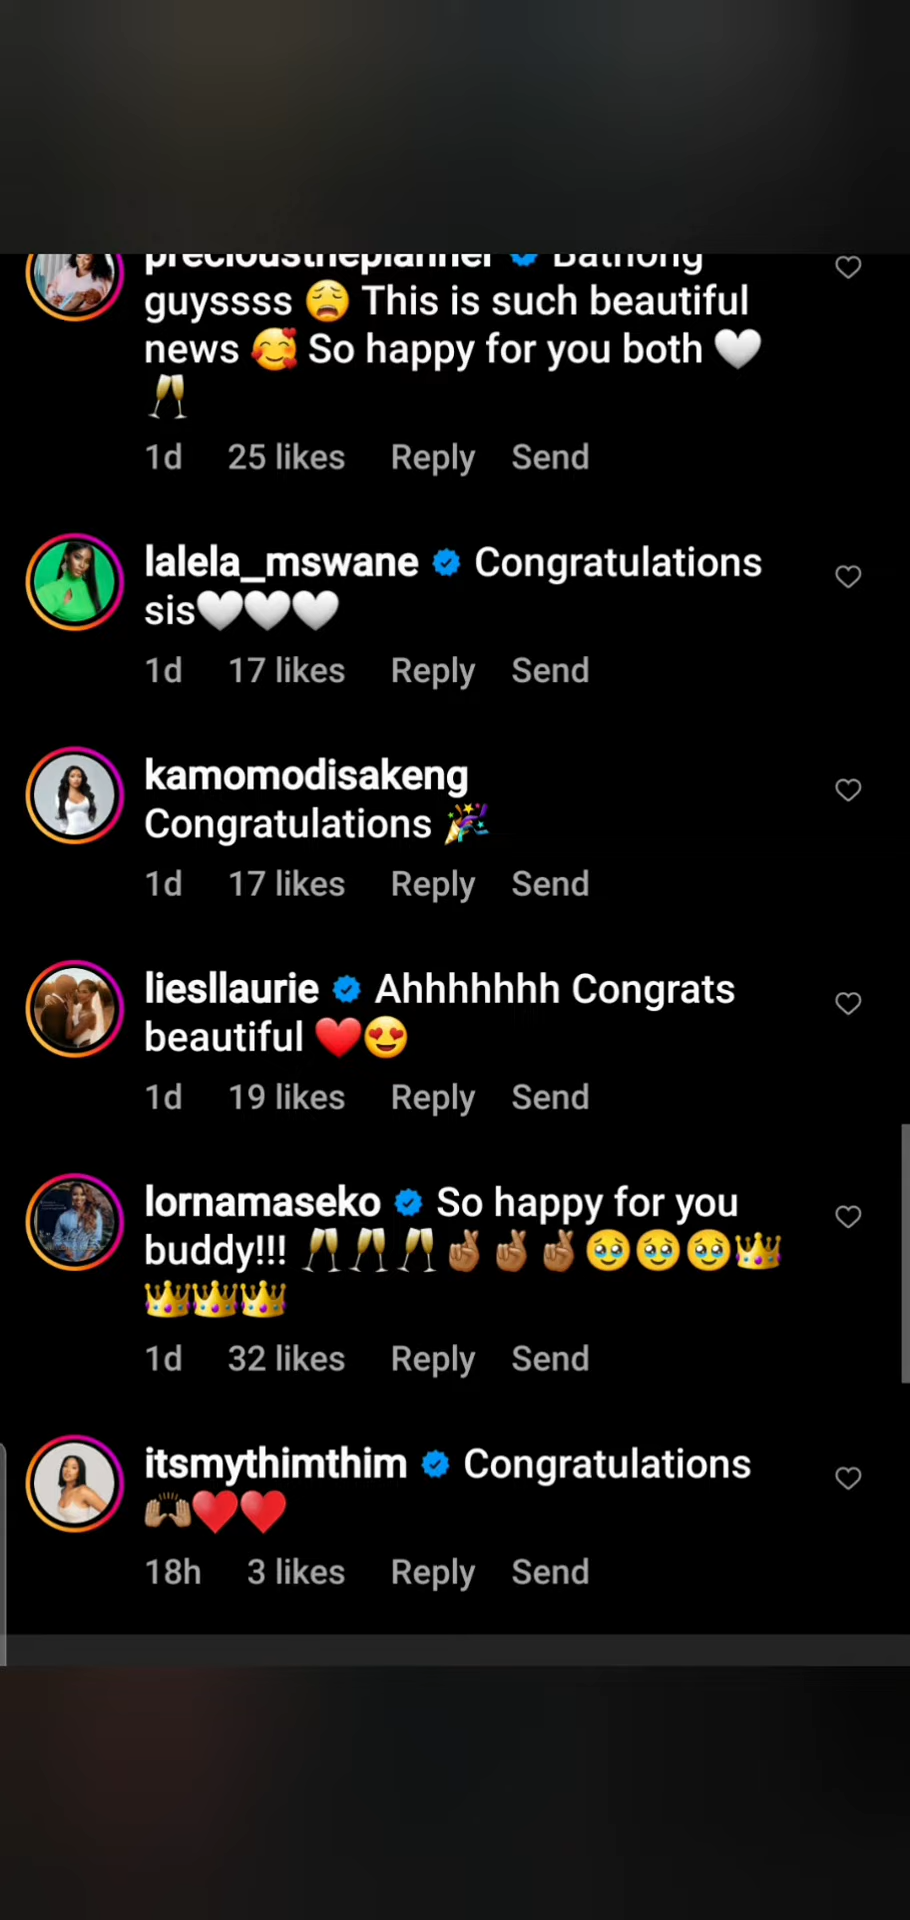 precioustheplanner Bathong
guyssss 😩 This is such beautiful
news 🥰 So happy for you both 🤍
🥂
1d 25 likes Reply Send
lalela_mswane Congratulations
sis🤍🤍🤍
1d 17 likes Reply Send
kamomodisakeng
Congratulations 🎉
1d 17 likes Reply Send
liesllaurie Ahhhhhhh Congrats
beautiful ❤️😍
1d 19 likes Reply Send
lornamaseko So happy for you
buddy!!! 🥂🥂🥂🤞🏾🤞🏾🤞🏾🥹🥹🥹👑
👑👑👑
1d 32 likes Reply Send
itsmythimthim Congratulations
🙌🏽♥️♥️
18h 3 likes Reply Send